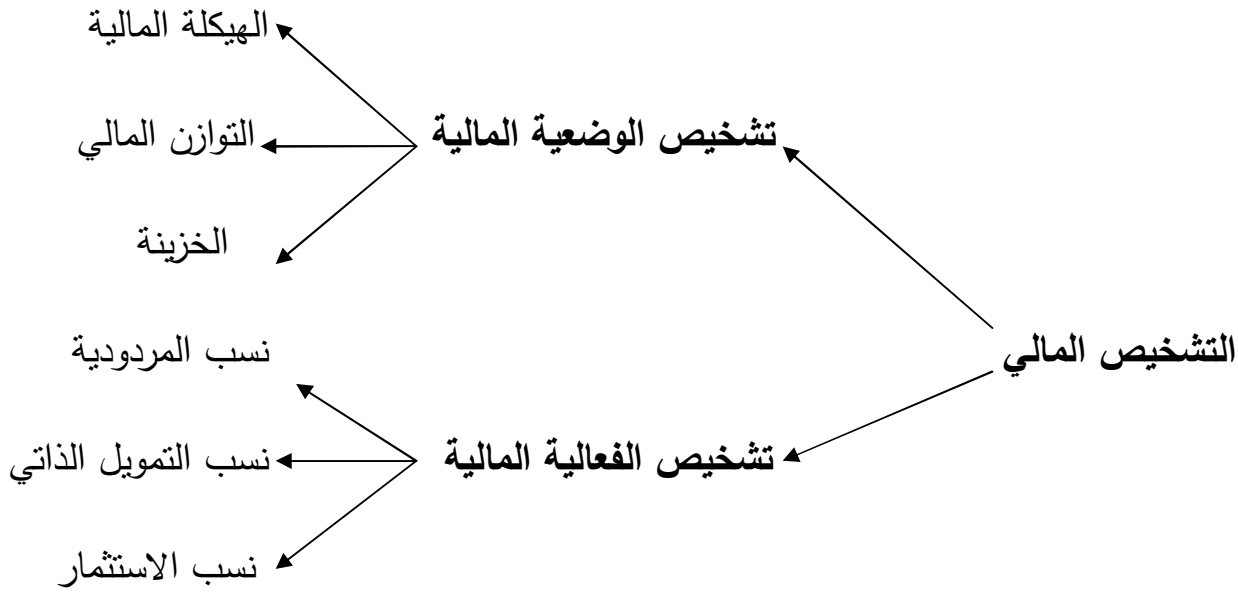 الهيكلة المالية
تشخيص الوضعية المالية
التوازن المالي
الخزينة
التشخيص المالي
نسب المردودية
تشخيص الفعالية المالية
نسب التمويل الذاتي
نسب الاستثمار